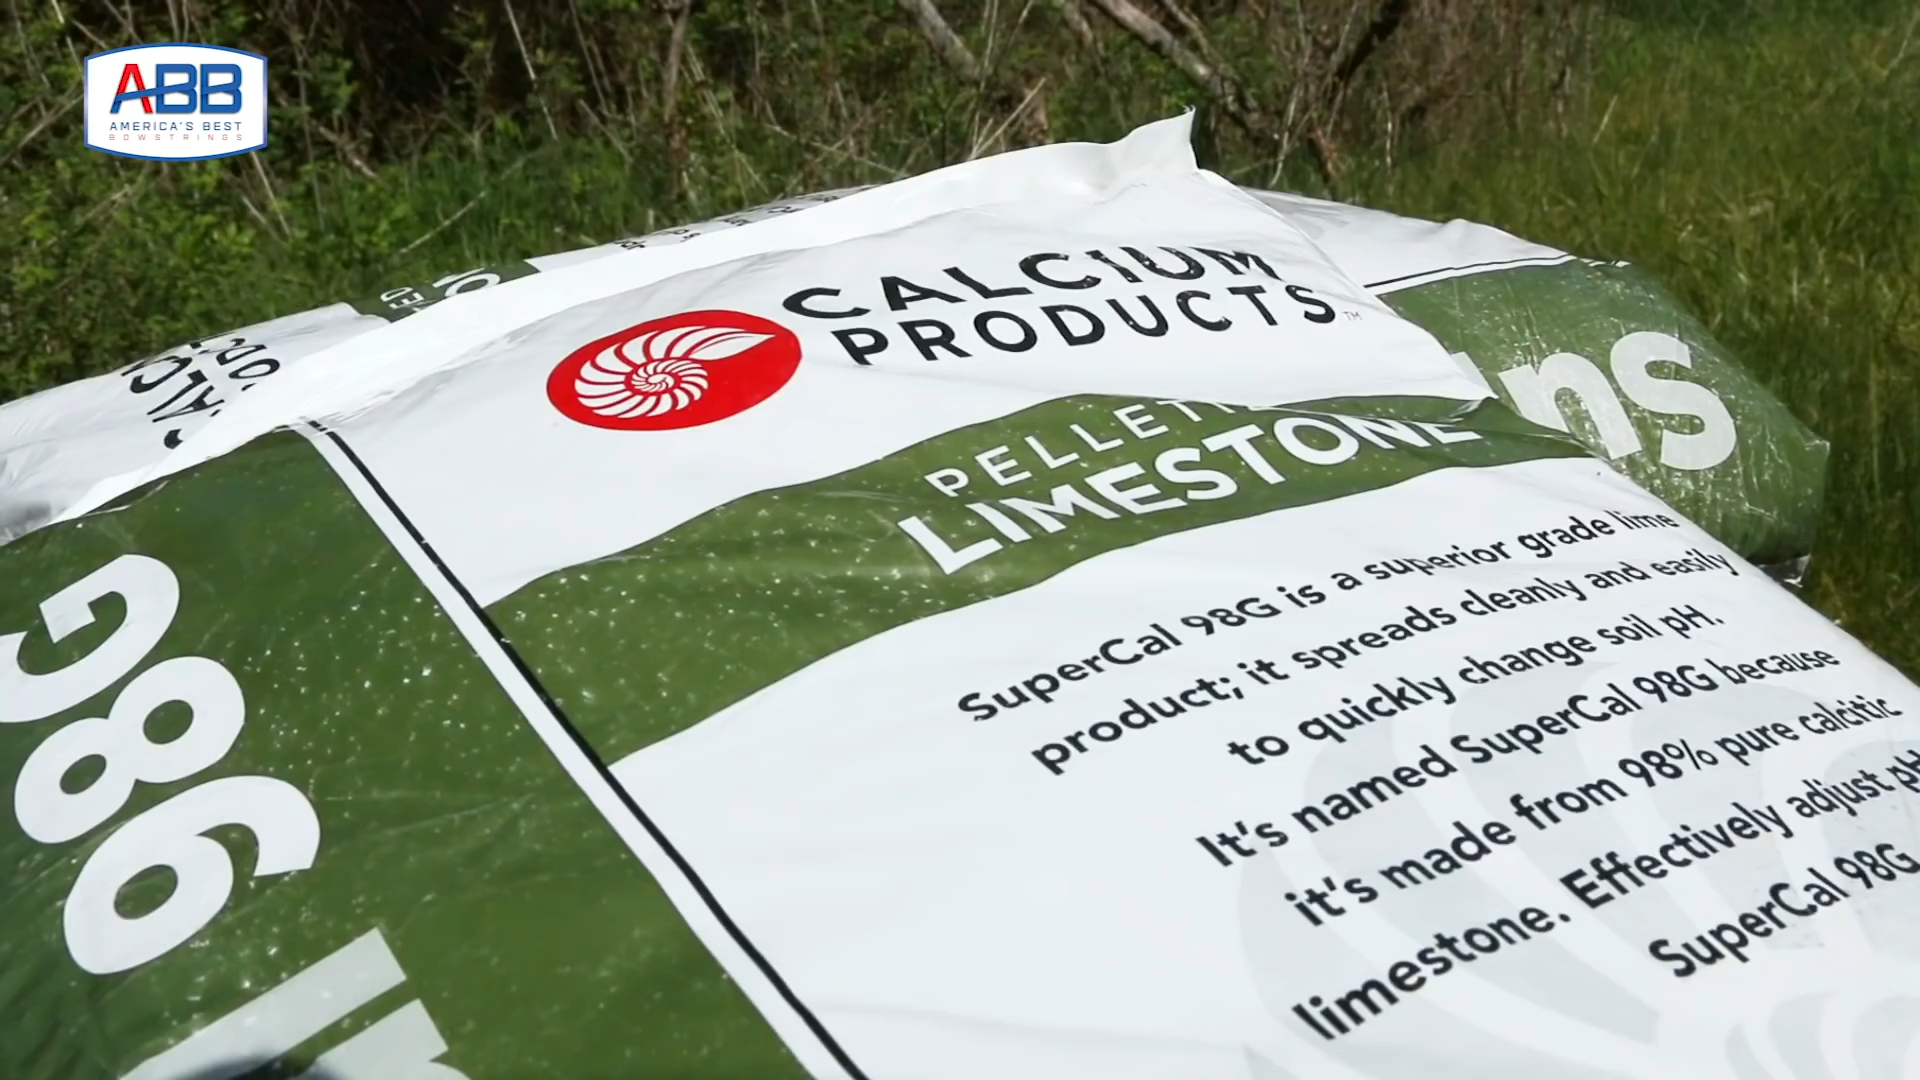 ABB
AMERICA'S BEST
BOWSTRINGS
CALCIUM
PRODUCTS™
LIMESTONE
SuperCal 98G is a superior grade lime
product; it spreads cleanly and easily
to quickly change soil pH.
It's named SuperCal 98G because
it's made from 98% pure calcitic
limestone. Effectively adjust pH
SuperCal 98G
98G